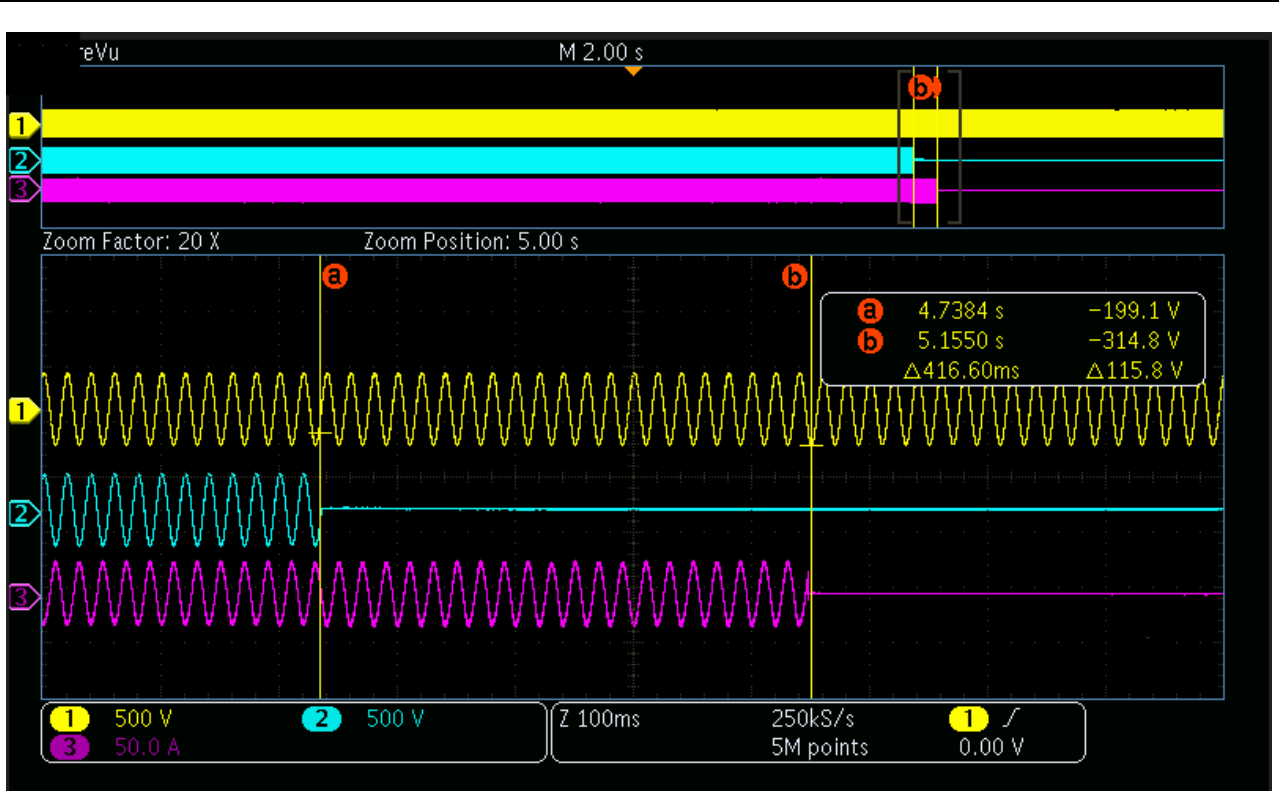 reVu M 2.00 s
b
1
2
3
Zoom Factor: 20 X Zoom Position: 5.00 s
a b
a 4.7384 s −199.1 V
b 5.1550 s −314.8 V
Δ416.60ms Δ115.8 V
1
2
3
1 500 V 2 500 V Z 100ms 250kS/s 1
3 50.0 A 5M points 0.00 V